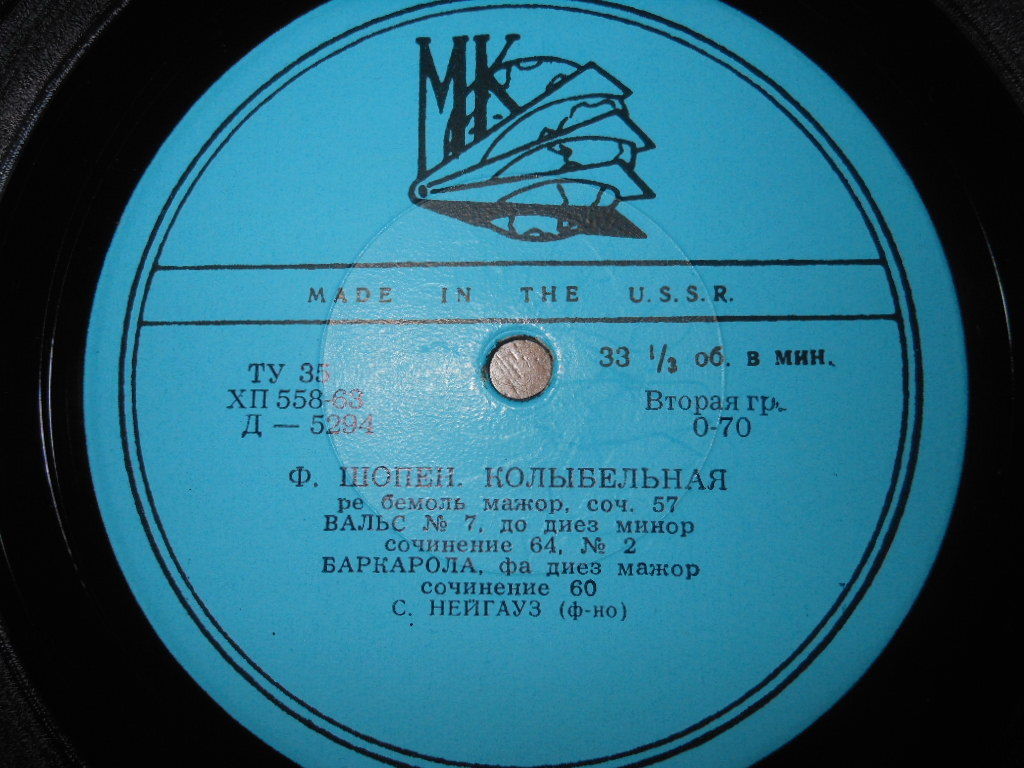 МК
MADE IN THE U.S.S.R.
33 1/3 об. в мин.
ТУ 35
ХП 558-63
Д — 5294
Вторая гр.
0-70
Ф. ШОПЕН. КОЛЫБЕЛЬНАЯ
ре бемоль мажор, соч. 57
ВАЛЬС № 7, до диез минор
сочинение 64, № 2
БАРКАРОЛА, фа диез мажор
сочинение 60
С. НЕЙГАУЗ (ф-но)